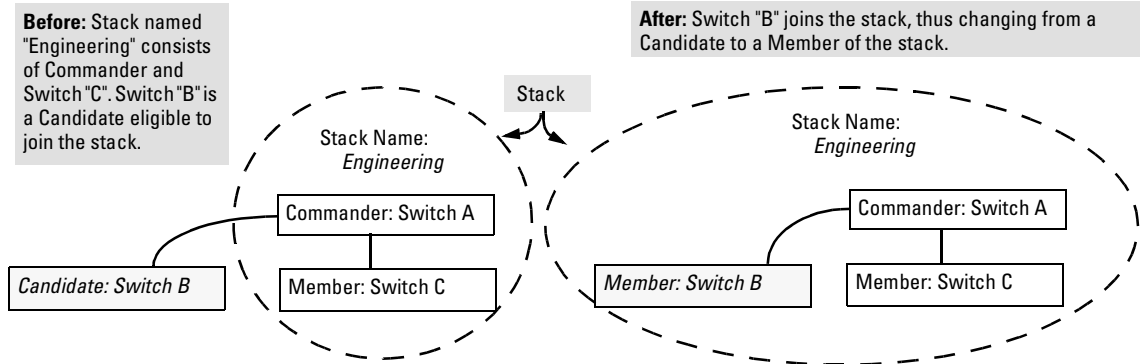 Before: Stack named
"Engineering" consists
of Commander and
Switch "C". Switch "B" is
a Candidate eligible to
join the stack.
After: Switch "B" joins the stack, thus changing from a
Candidate to a Member of the stack.
Stack
Stack Name:
Engineering
Commander: Switch A
Candidate: Switch B
Member: Switch C
Stack Name:
Engineering
Commander: Switch A
Member: Switch B
Member: Switch C